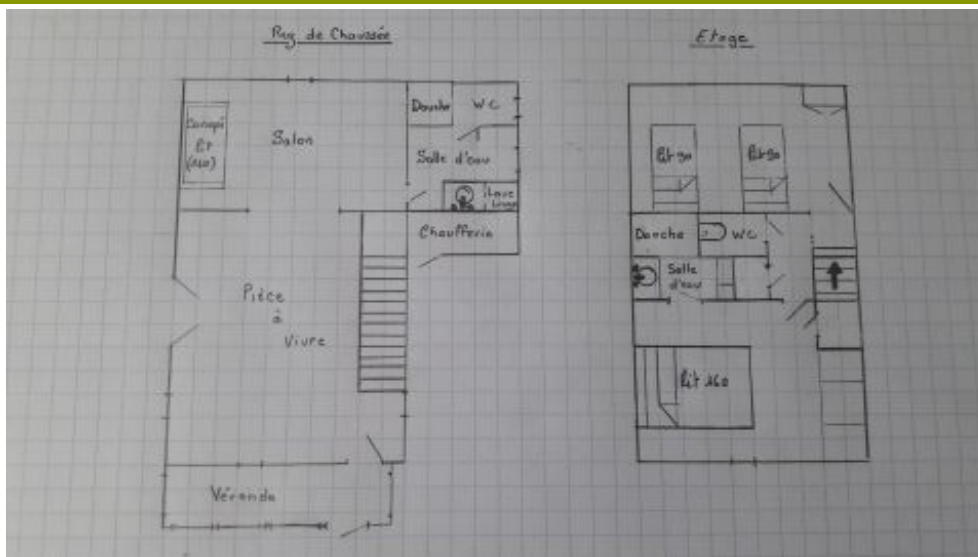 Rez de Chaussée
Douche
WC
Canapé
lit
(140)
Salon
Salle d'eau
Lave
Linge
Chaufferie
Pièce
à
Vivre
Véranda
Etage
lit 90
lit 90
Douche
WC
Salle
d'eau
lit 160